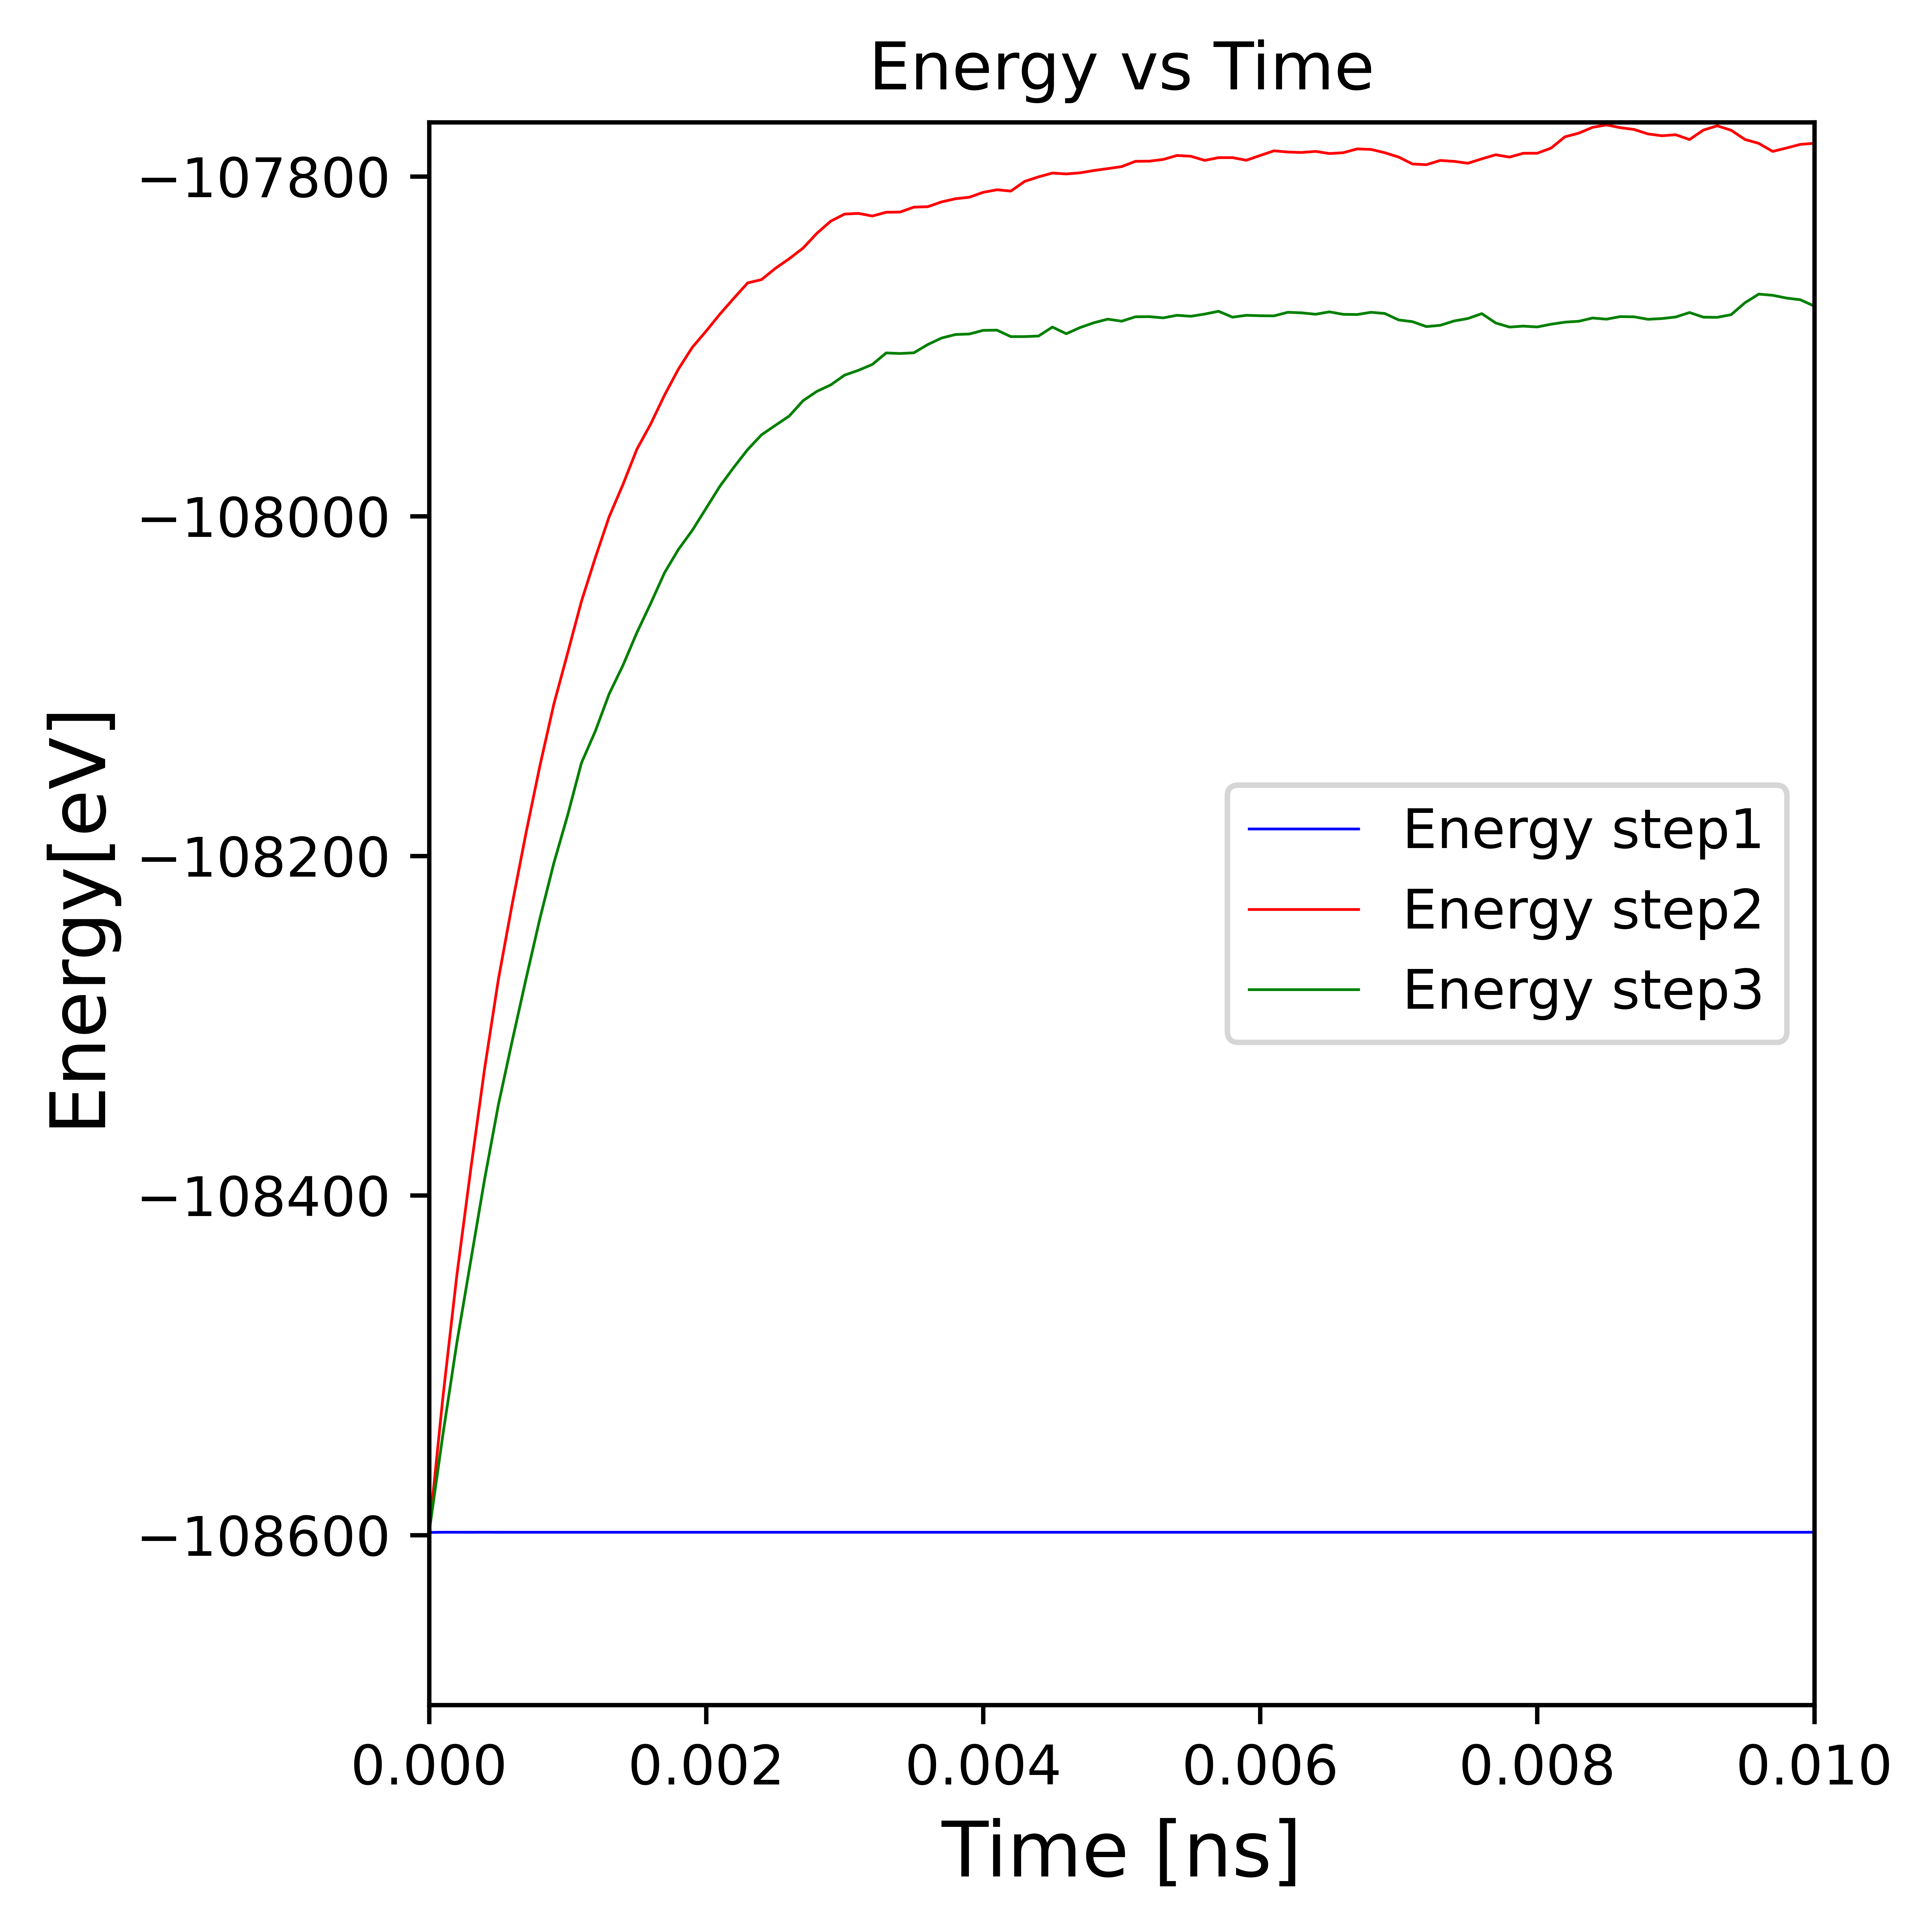 Energy vs Time
Energy[eV]
−107800
−108000
−108200
−108400
−108600
Energy step1
Energy step2
Energy step3
0.000 0.002 0.004 0.006 0.008 0.010
Time [ns]